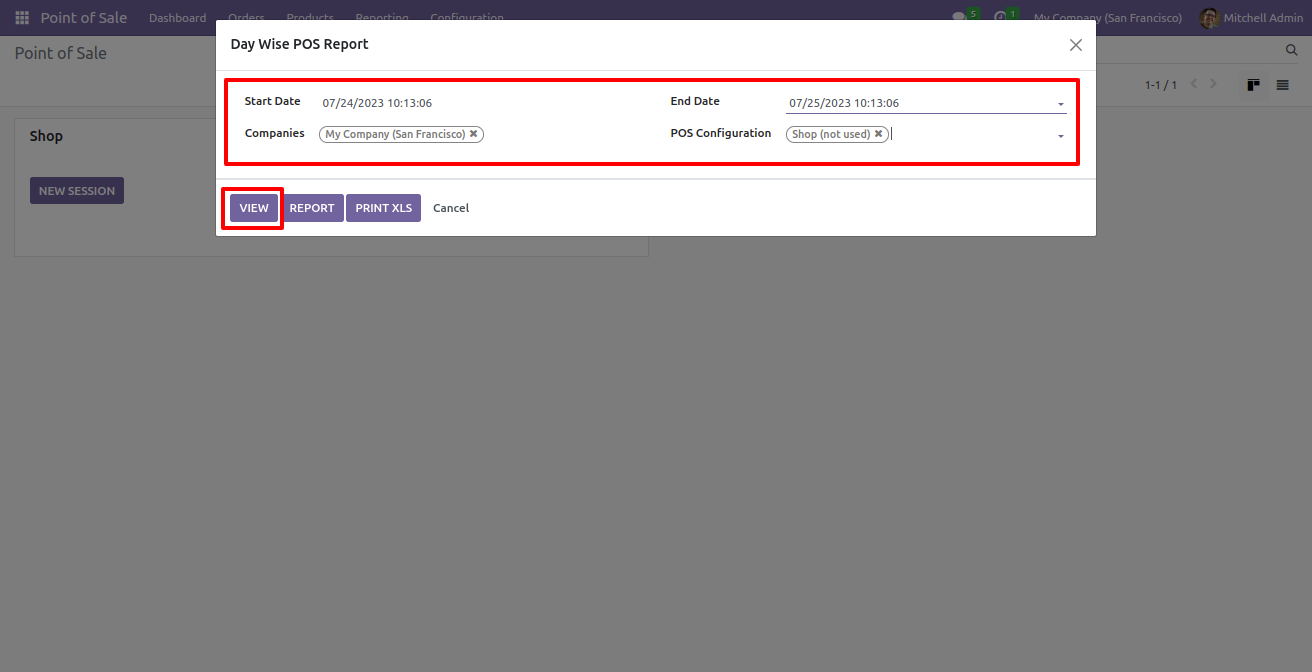 Point of Sale Dashboard Orders Products Reporting Configuration 5 1 My Company (San Francisco) Mitchell Admin
Day Wise POS Report
Point of Sale
1-1 / 1
Start Date 07/24/2023 10:13:06 End Date 07/25/2023 10:13:06
Companies My Company (San Francisco) ✖ POS Configuration Shop (not used) ✖
Shop
NEW SESSION
VIEW REPORT PRINT XLS Cancel